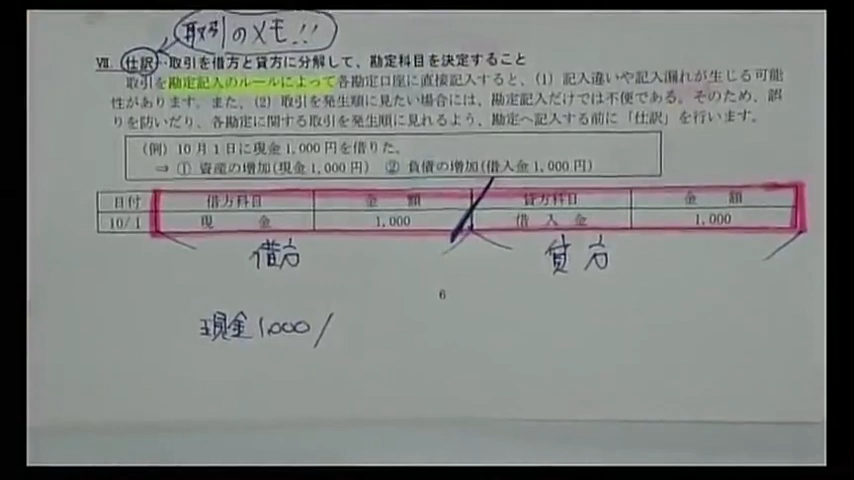 取引のメモ!!
Ⅶ. 仕訳…取引を借方と貸方に分解して、勘定科目を決定すること
取引を勘定記入のルールによって各勘定口座に直接記入すると、(1) 記入違いや記入漏れが生じる可能
性があります。また、(2) 取引を発生順に見たい場合には、勘定記入だけでは不便である。そのため、誤
りを防いだり、各勘定に関する取引を発生順に見れるよう、勘定へ記入する前に「仕訳」を行います。
(例) 10月1日に現金1,000円を借りた。
⇒ ① 資産の増加(現金1,000円) ② 負債の増加(借入金1,000円)
日付 借方科目 金額 貸方科目 金額
10/1 現金 1,000 借入金 1,000
借方 貸方
6
現金 1,000 /